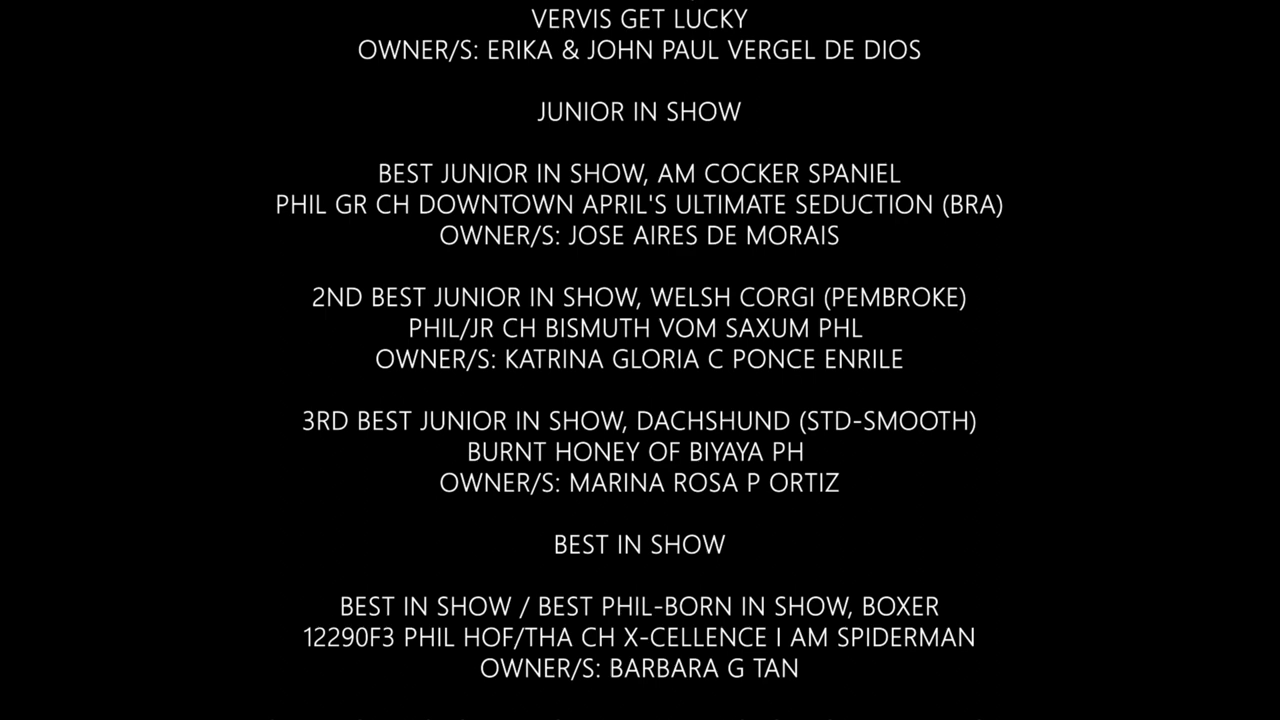 VERVIS GET LUCKY
OWNER/S: ERIKA & JOHN PAUL VERGEL DE DIOS
JUNIOR IN SHOW
BEST JUNIOR IN SHOW, AM COCKER SPANIEL
PHIL GR CH DOWNTOWN APRIL'S ULTIMATE SEDUCTION (BRA)
OWNER/S: JOSE AIRES DE MORAIS
2ND BEST JUNIOR IN SHOW, WELSH CORGI (PEMBROKE)
PHIL/JR CH BISMUTH VOM SAXUM PHL
OWNER/S: KATRINA GLORIA C PONCE ENRILE
3RD BEST JUNIOR IN SHOW, DACHSHUND (STD-SMOOTH)
BURNT HONEY OF BIYAYA PH
OWNER/S: MARINA ROSA P ORTIZ
BEST IN SHOW
BEST IN SHOW / BEST PHIL-BORN IN SHOW, BOXER
12290F3 PHIL HOF/THA CH X-CELLENCE I AM SPIDERMAN
OWNER/S: BARBARA G TAN